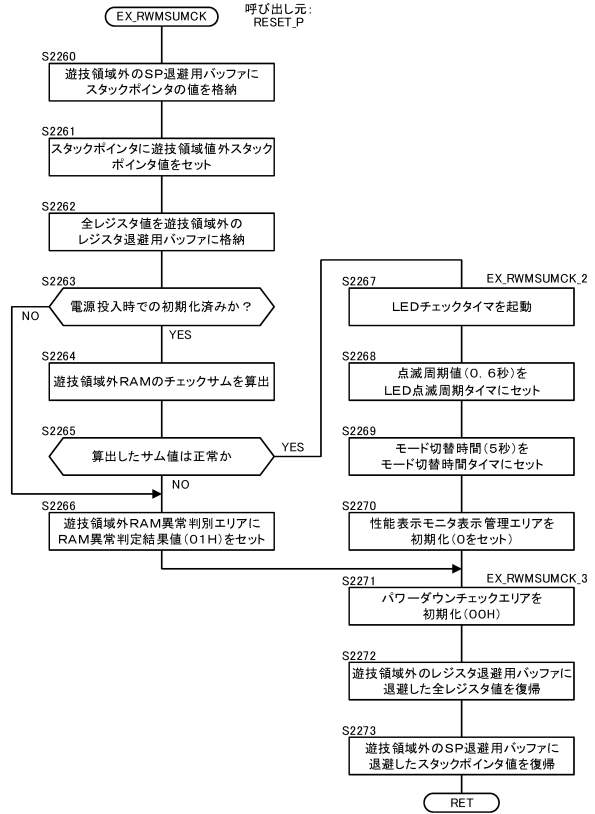 EX_RWMSUMCK
呼び出し元:
RESET_P
S2260
遊技領域外のSP退避用バッファに
スタックポインタの値を格納
S2261
スタックポインタに遊技領域値外スタック
ポインタ値をセット
S2262
全レジスタ値を遊技領域外の
レジスタ退避用バッファに格納
S2263
電源投入時での初期化済みか?
NO
YES
S2264
遊技領域外RAMのチェックサムを算出
S2265
算出したサム値は正常か
YES
NO
S2266
遊技領域外RAM異常判別エリアに
RAM異常判定結果値(01H)をセット
S2267
EX_RWMSUMCK_2
LEDチェックタイマを起動
S2268
点滅周期値(0.6秒)を
LED点滅周期タイマにセット
S2269
モード切替時間(5秒)を
モード切替時間タイマにセット
S2270
性能表示モニタ表示管理エリアを
初期化(0をセット)
S2271
EX_RWMSUMCK_3
パワーダウンチェックエリアを
初期化(00H)
S2272
遊技領域外のレジスタ退避用バッファに
退避した全レジスタ値を復帰
S2273
遊技領域外のSP退避用バッファに
退避したスタックポインタ値を復帰
RET